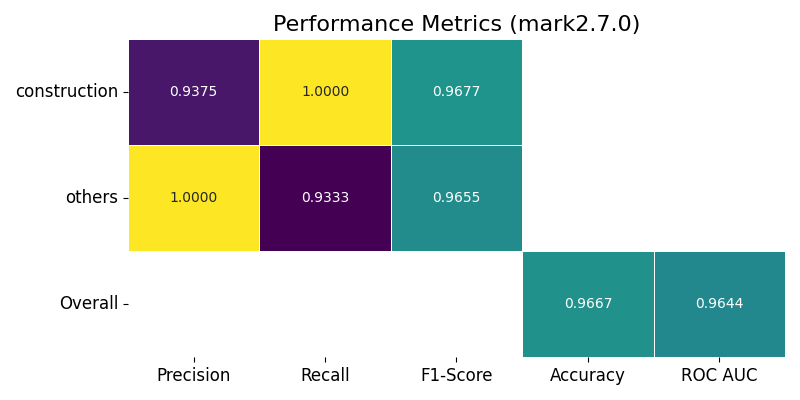 Performance Metrics (mark2.7.0)
construction 0.9375 1.0000 0.9677
others 1.0000 0.9333 0.9655
Overall 0.9667 0.9644
Precision Recall F1-Score Accuracy ROC AUC